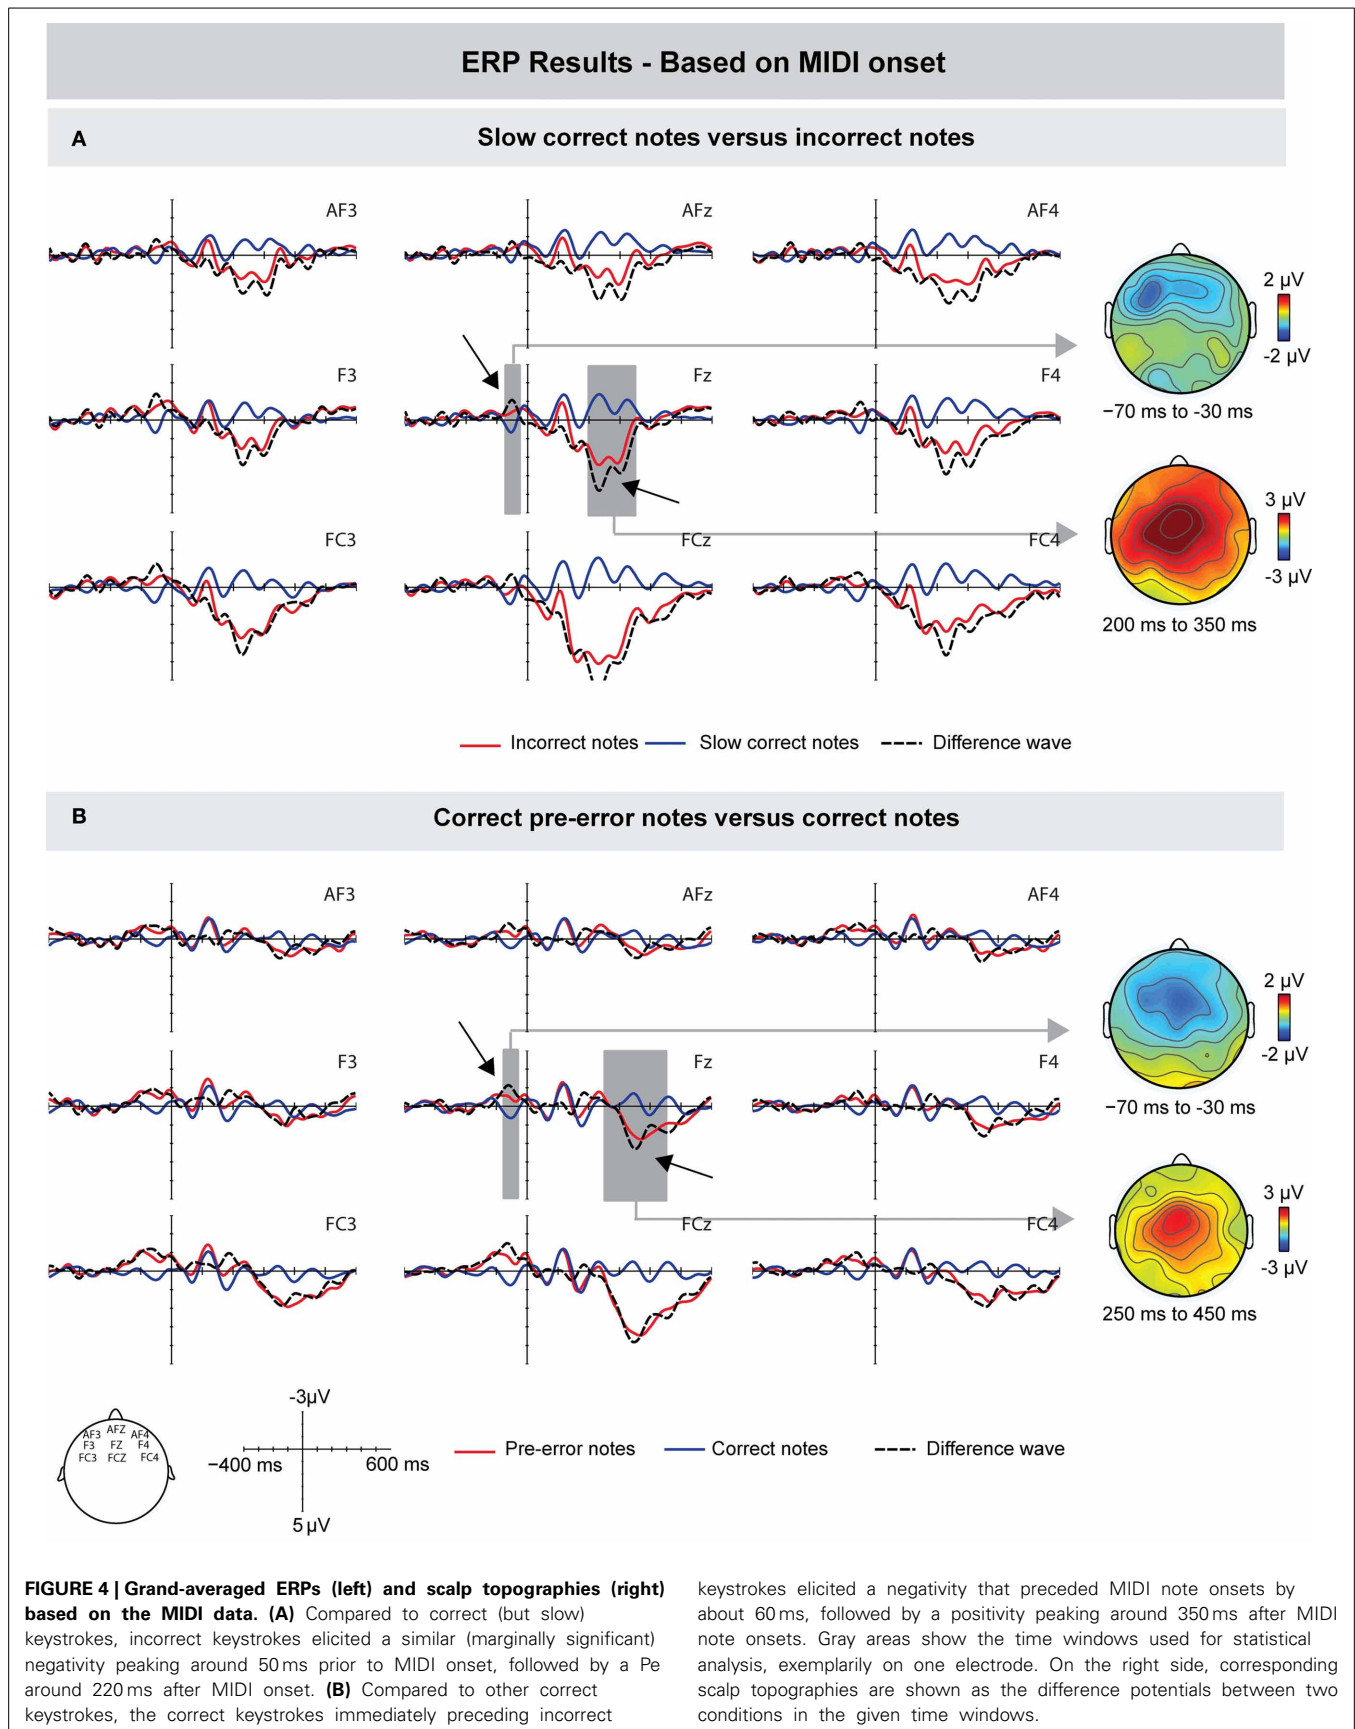 ERP Results - Based on MIDI onset
A
Slow correct notes versus incorrect notes
AF3
AFz
AF4
2 µV
-2 µV
−70 ms to -30 ms
F3
Fz
F4
3 µV
-3 µV
200 ms to 350 ms
FC3
FCz
FC4
Incorrect notes
Slow correct notes
Difference wave
B
Correct pre-error notes versus correct notes
AF3
AFz
AF4
2 µV
-2 µV
−70 ms to -30 ms
F3
Fz
F4
3 µV
-3 µV
250 ms to 450 ms
FC3
FCz
FC4
AF3 AFZ AF4
F3 FZ F4
FC3 FCZ FC4
-3µV
−400 ms
600 ms
5 µV
Pre-error notes
Correct notes
Difference wave
FIGURE 4 | Grand-averaged ERPs (left) and scalp topographies (right)
based on the MIDI data. (A) Compared to correct (but slow)
keystrokes, incorrect keystrokes elicited a similar (marginally significant)
negativity peaking around 50 ms prior to MIDI onset, followed by a Pe
around 220 ms after MIDI onset. (B) Compared to other correct
keystrokes, the correct keystrokes immediately preceding incorrect
keystrokes elicited a negativity that preceded MIDI note onsets by
about 60 ms, followed by a positivity peaking around 350 ms after MIDI
note onsets. Gray areas show the time windows used for statistical
analysis, exemplarily on one electrode. On the right side, corresponding
scalp topographies are shown as the difference potentials between two
conditions in the given time windows.